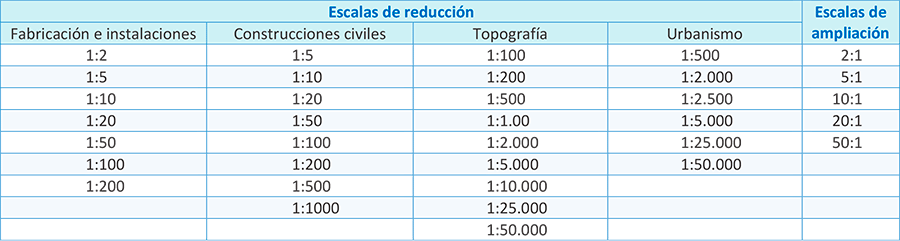 Escalas de reducción Escalas de ampliación
Fabricación e instalaciones Construcciones civiles Topografía Urbanismo
1:2 1:5 1:100 1:500 2:1
1:5 1:10 1:200 1:2.000 5:1
1:10 1:20 1:500 1:2.500 10:1
1:20 1:50 1:1.00 1:5.000 20:1
1:50 1:100 1:2.000 1:25.000 50:1
1:100 1:200 1:5.000 1:50.000
1:200 1:500 1:10.000
1:1000 1:25.000
1:50.000